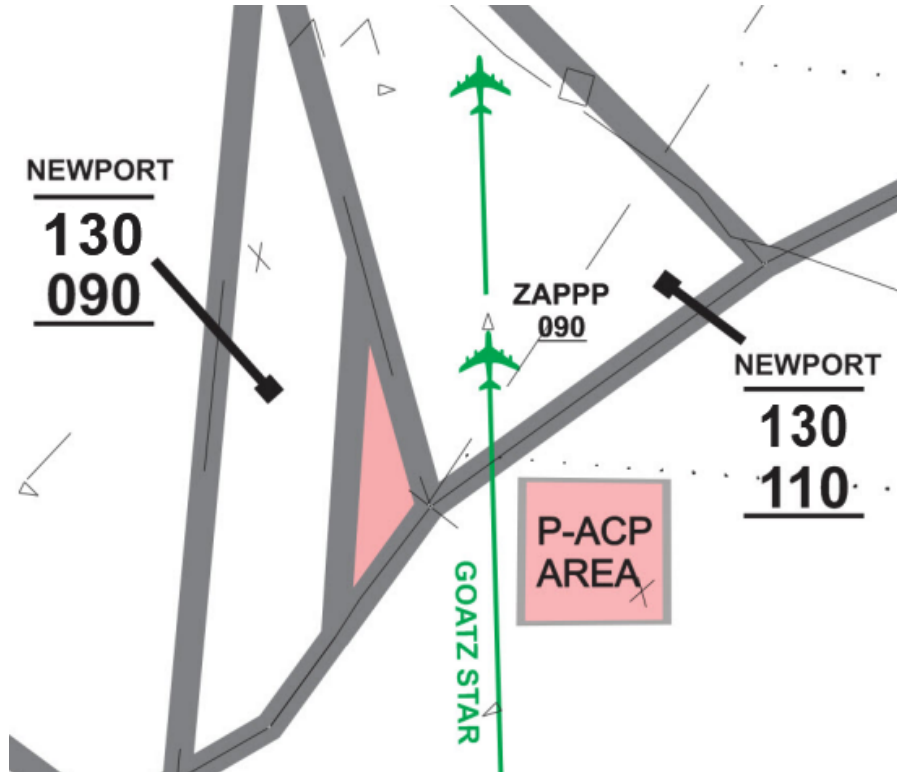 NEWPORT
130
090
ZAPPP
090
NEWPORT
130
110
P-ACP
AREA
GOATZ STAR